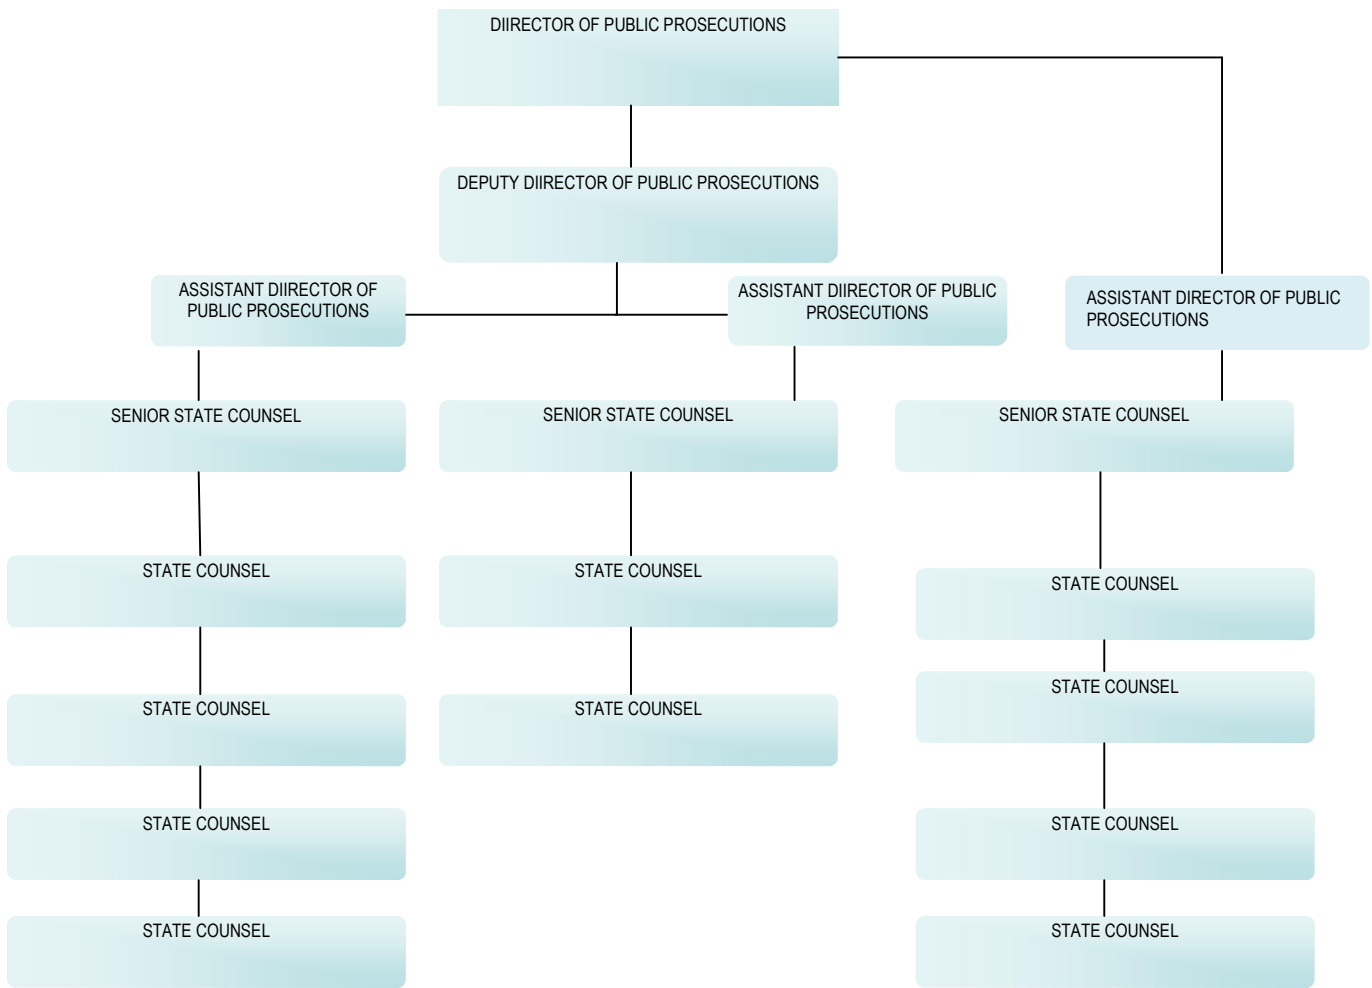 DIIRECTOR OF PUBLIC PROSECUTIONS
DEPUTY DIIRECTOR OF PUBLIC PROSECUTIONS
ASSISTANT DIIRECTOR OF
PUBLIC PROSECUTIONS
ASSISTANT DIIRECTOR OF PUBLIC
PROSECUTIONS
ASSISTANT DIRECTOR OF PUBLIC
PROSECUTIONS
SENIOR STATE COUNSEL
SENIOR STATE COUNSEL
SENIOR STATE COUNSEL
STATE COUNSEL
STATE COUNSEL
STATE COUNSEL
STATE COUNSEL
STATE COUNSEL
STATE COUNSEL
STATE COUNSEL
STATE COUNSEL
STATE COUNSEL
STATE COUNSEL